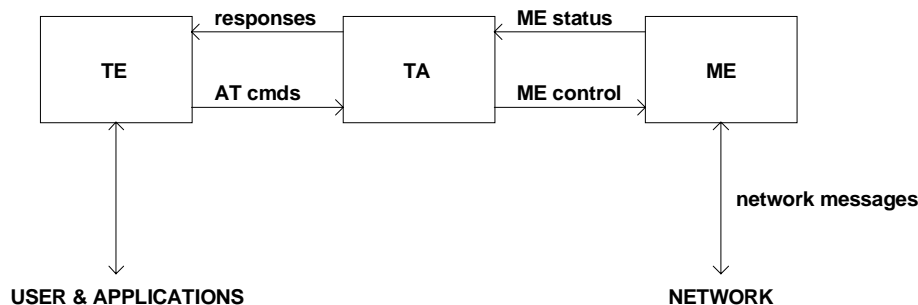 responses
ME status
TE
TA
ME
AT cmds
ME control
network messages
USER & APPLICATIONS
NETWORK